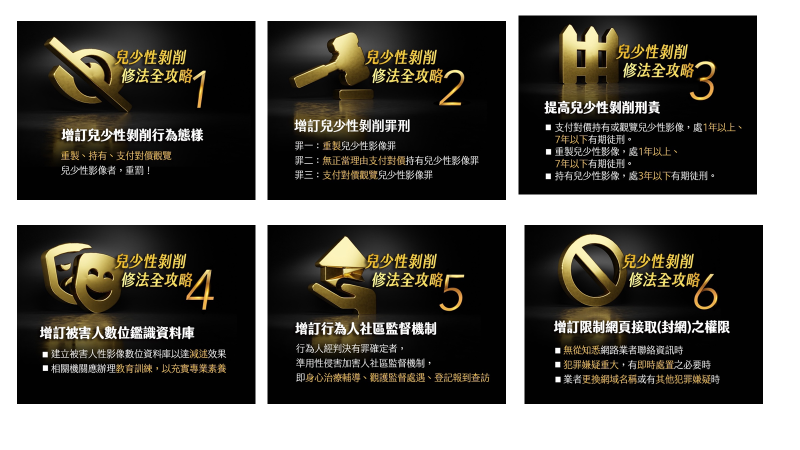 兒少性剝削
修法全攻略1
增訂兒少性剝削行為態樣
重製、持有、支付對價觀覽
兒少性影像者，重罰！
兒少性剝削
修法全攻略2
增訂兒少性剝削罪刑
罪一：重製兒少性影像罪
罪二：無正當理由支付對價持有兒少性影像罪
罪三：支付對價觀覽兒少性影像罪
兒少性剝削
修法全攻略3
提高兒少性剝削刑責
■ 支付對價持有或觀覽兒少性影像，處1年以上、
7年以下有期徒刑。
■ 重製兒少性影像，處1年以上、
7年以下有期徒刑。
■ 持有兒少性影像，處3年以下有期徒刑。
兒少性剝削
修法全攻略4
增訂被害人數位鑑識資料庫
■ 建立被害人性影像數位資料庫以達減述效果
■ 相關機關應辦理教育訓練，以充實專業素養
兒少性剝削
修法全攻略5
增訂行為人社區監督機制
行為人經判決有罪確定者，
準用性侵害加害人社區監督機制，
即身心治療輔導、觀護監督處遇、登記報到查訪
兒少性剝削
修法全攻略6
增訂限制網頁接取(封網)之權限
■ 無從知悉網路業者聯絡資訊時
■ 犯罪嫌疑重大，有即時處置之必要時
■ 業者更換網域名稱或有其他犯罪嫌疑時